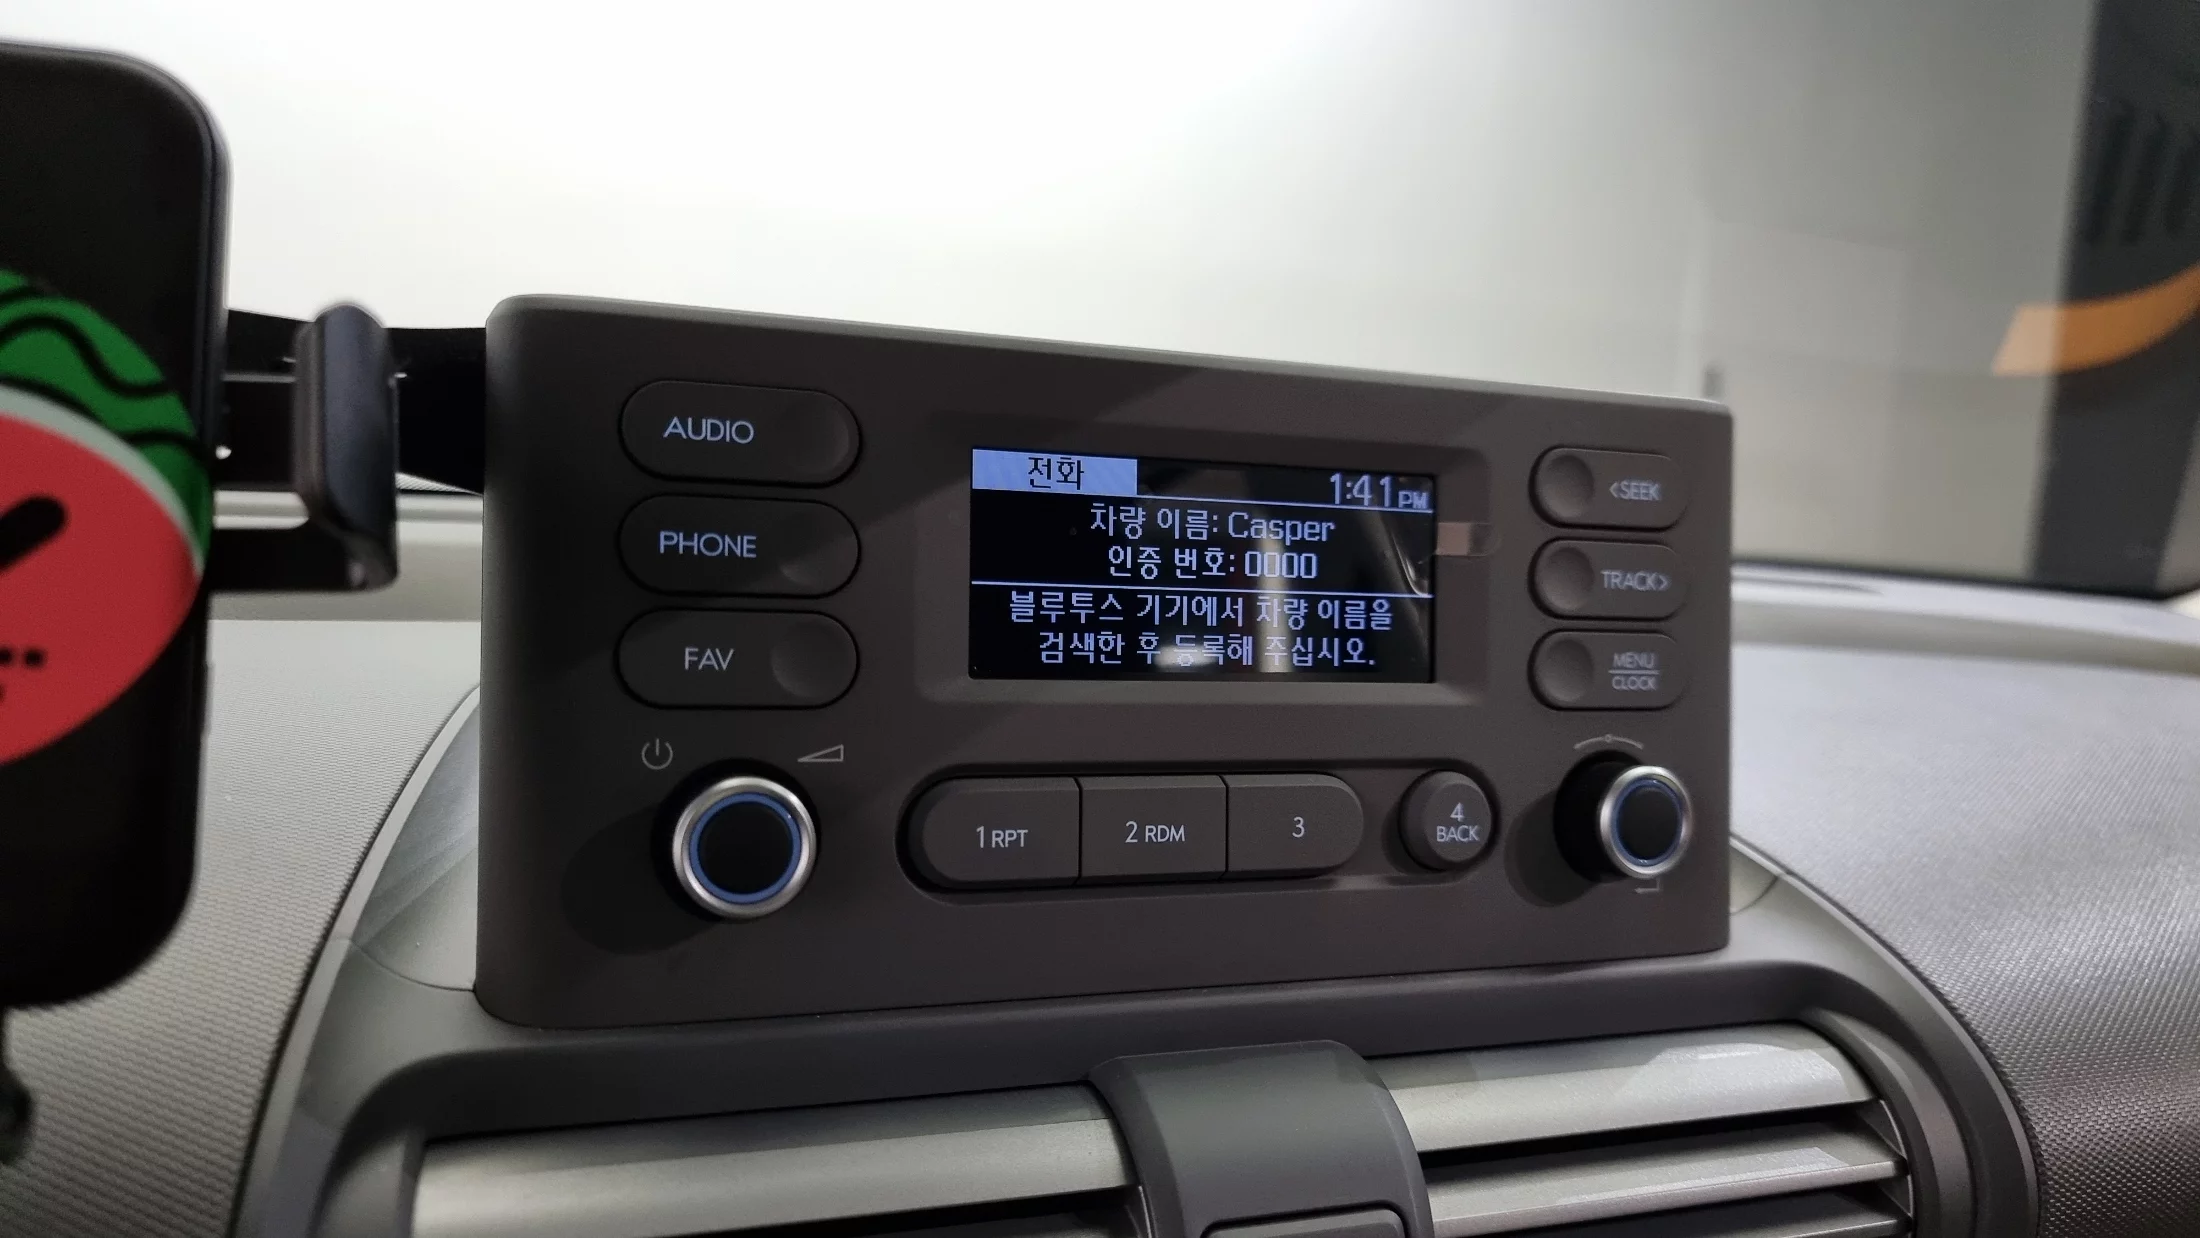 AUDIO
PHONE
FAV
전화 1:41 PM
차량 이름: Casper
인증 번호: 0000
블루투스 기기에서 차량 이름을
검색한 후 등록해 주십시오.
<SEEK
TRACK>
MENU
CLOCK
1 RPT
2 RDM
3
4
BACK